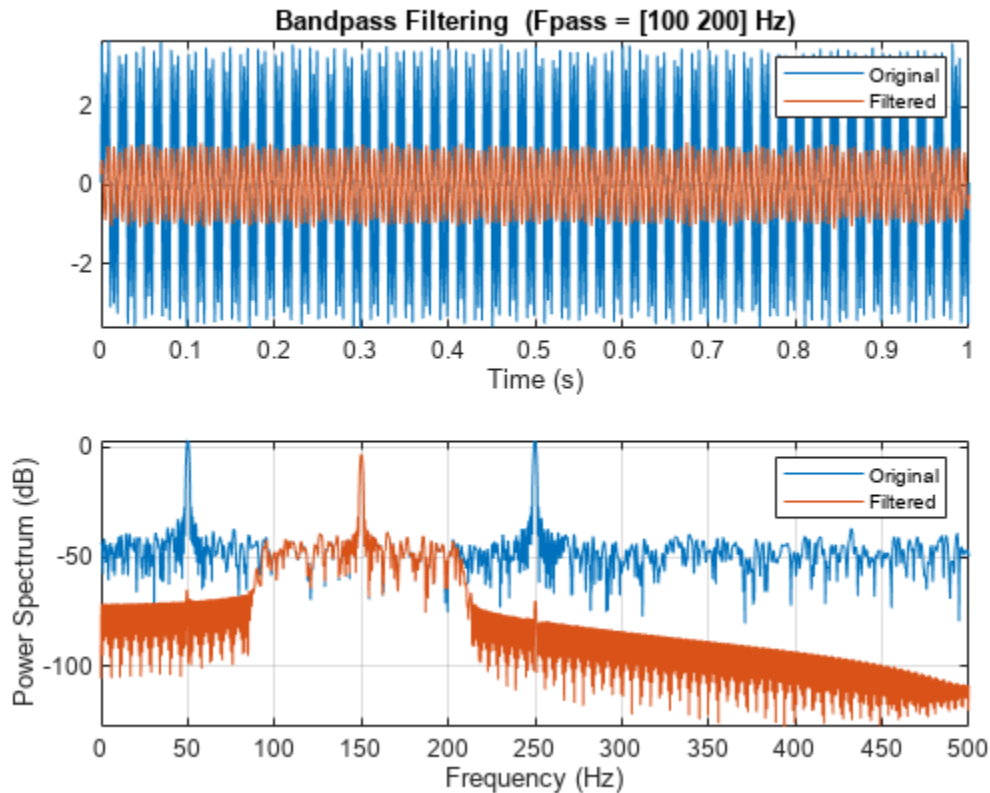 Bandpass Filtering (Fpass = [100 200] Hz)
Original
Filtered
2
0
-2
0 0.1 0.2 0.3 0.4 0.5 0.6 0.7 0.8 0.9 1
Time (s)
Original
Filtered
0
-50
-100
Power Spectrum (dB)
0 50 100 150 200 250 300 350 400 450 500
Frequency (Hz)